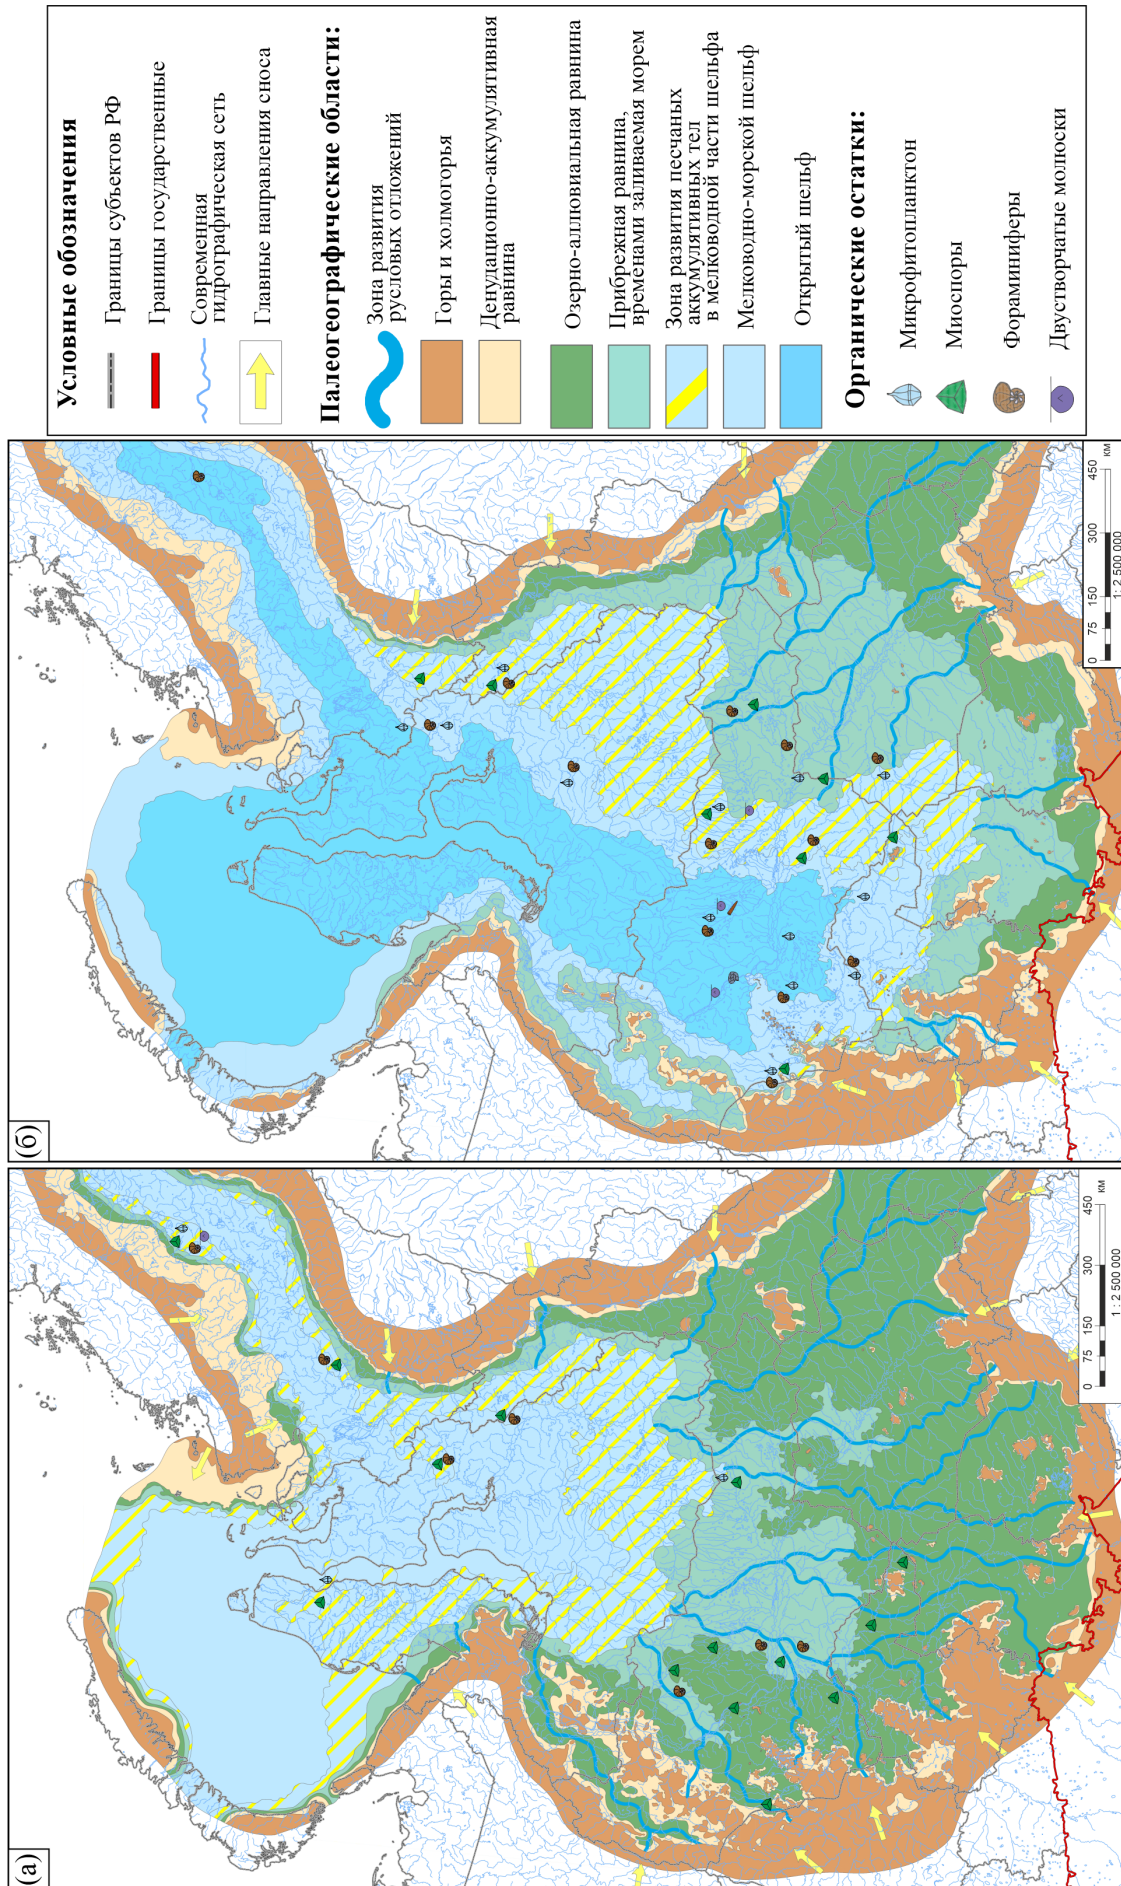 (а)
0
75
150
300
450
км
1 : 2 500 000
(б)
0
75
150
300
450
км
1: 2 500 000
Условные обозначения
Границы субъектов РФ
Границы государственные
Современная
гидрографическая сеть
Главные направления сноса
Палеогеографические области:
Зона развития
русловых отложений
Горы и холмогорья
Денудационно-аккумулятивная
равнина
Озерно-аллювиальная равнина
Прибрежная равнина,
временами заливаемая морем
Зона развития песчаных
аккумулятивных тел
в мелководной части шельфа
Мелководно-морской шельф
Открытый шельф
Органические остатки:
Микрофитопланктон
Миоспоры
Фораминиферы
Двустворчатые молюски